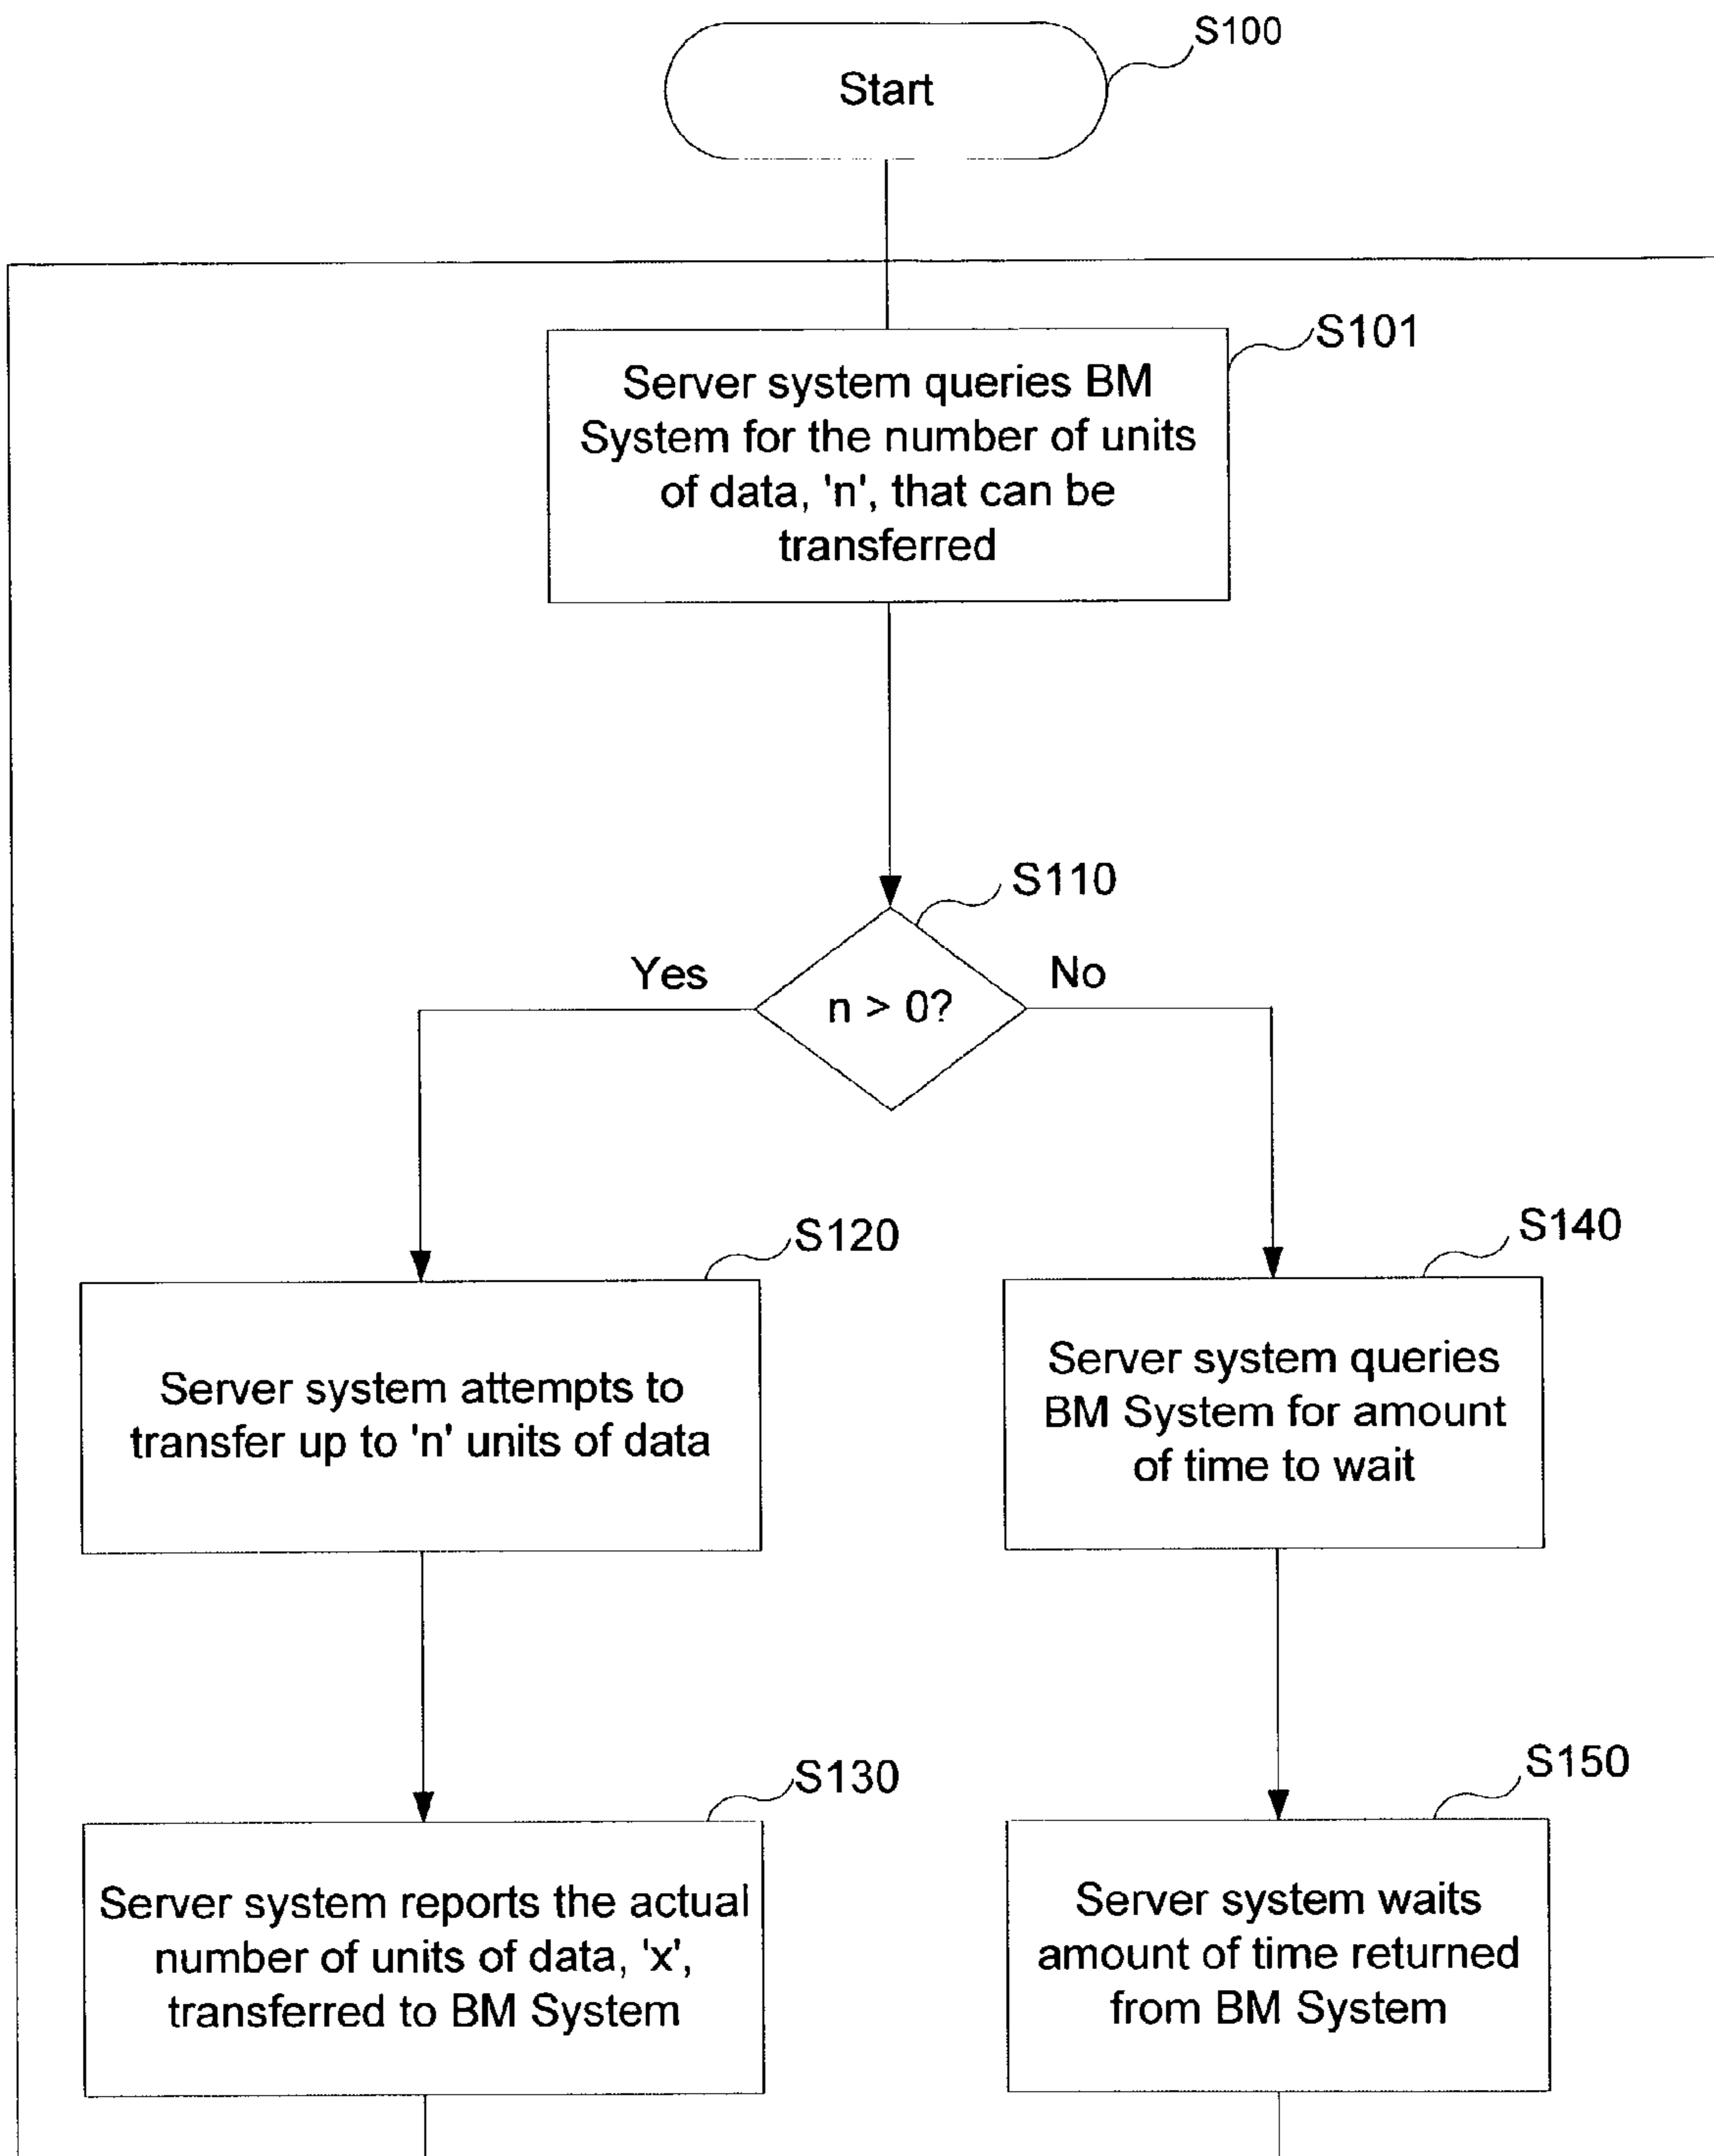 S100
Start
S101
Server system queries BM
System for the number of units
of data, 'n', that can be
transferred
S110
Yes
No
n > 0?
S120
Server system attempts to
transfer up to 'n' units of data
S140
Server system queries
BM System for amount
of time to wait
S130
Server system reports the actual
number of units of data, 'x',
transferred to BM System
S150
Server system waits
amount of time returned
from BM System